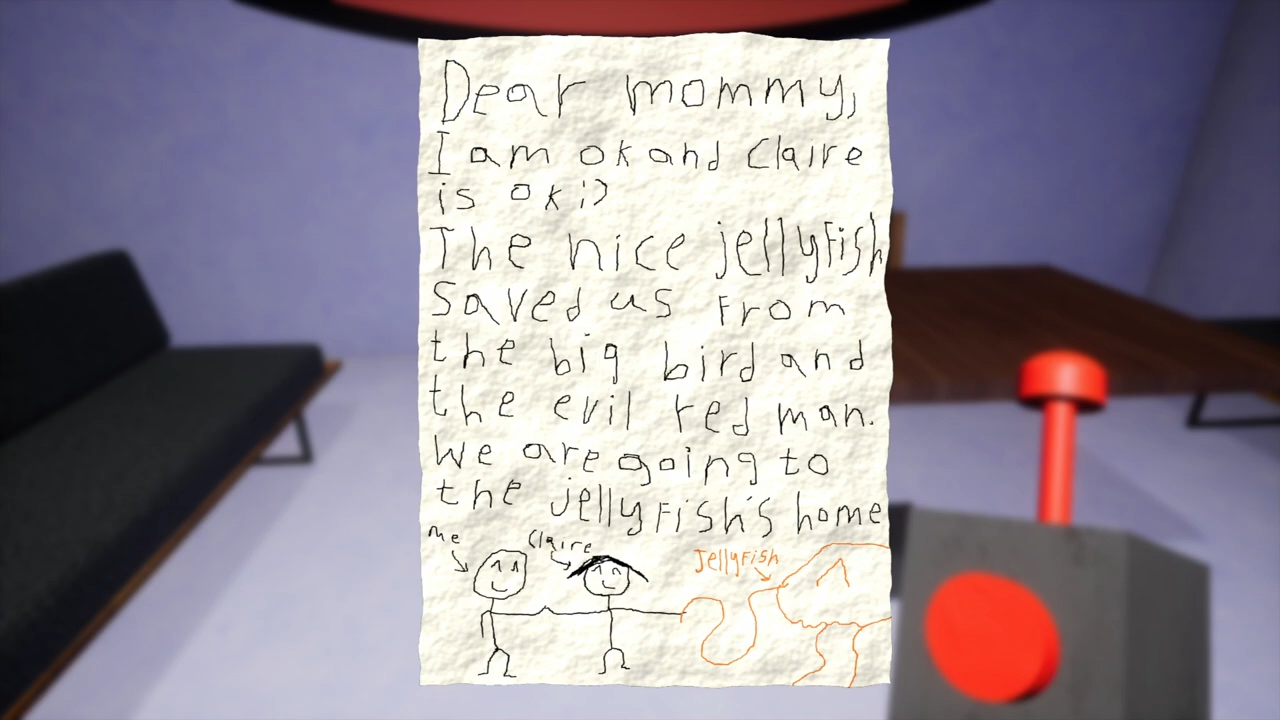 Dear mommy,
I am ok and Claire
is ok :)
The nice jellyfish
saved us from
the big bird and
the evil red man.
We are going to
the jellyfish's home
me
Claire
Jellyfish